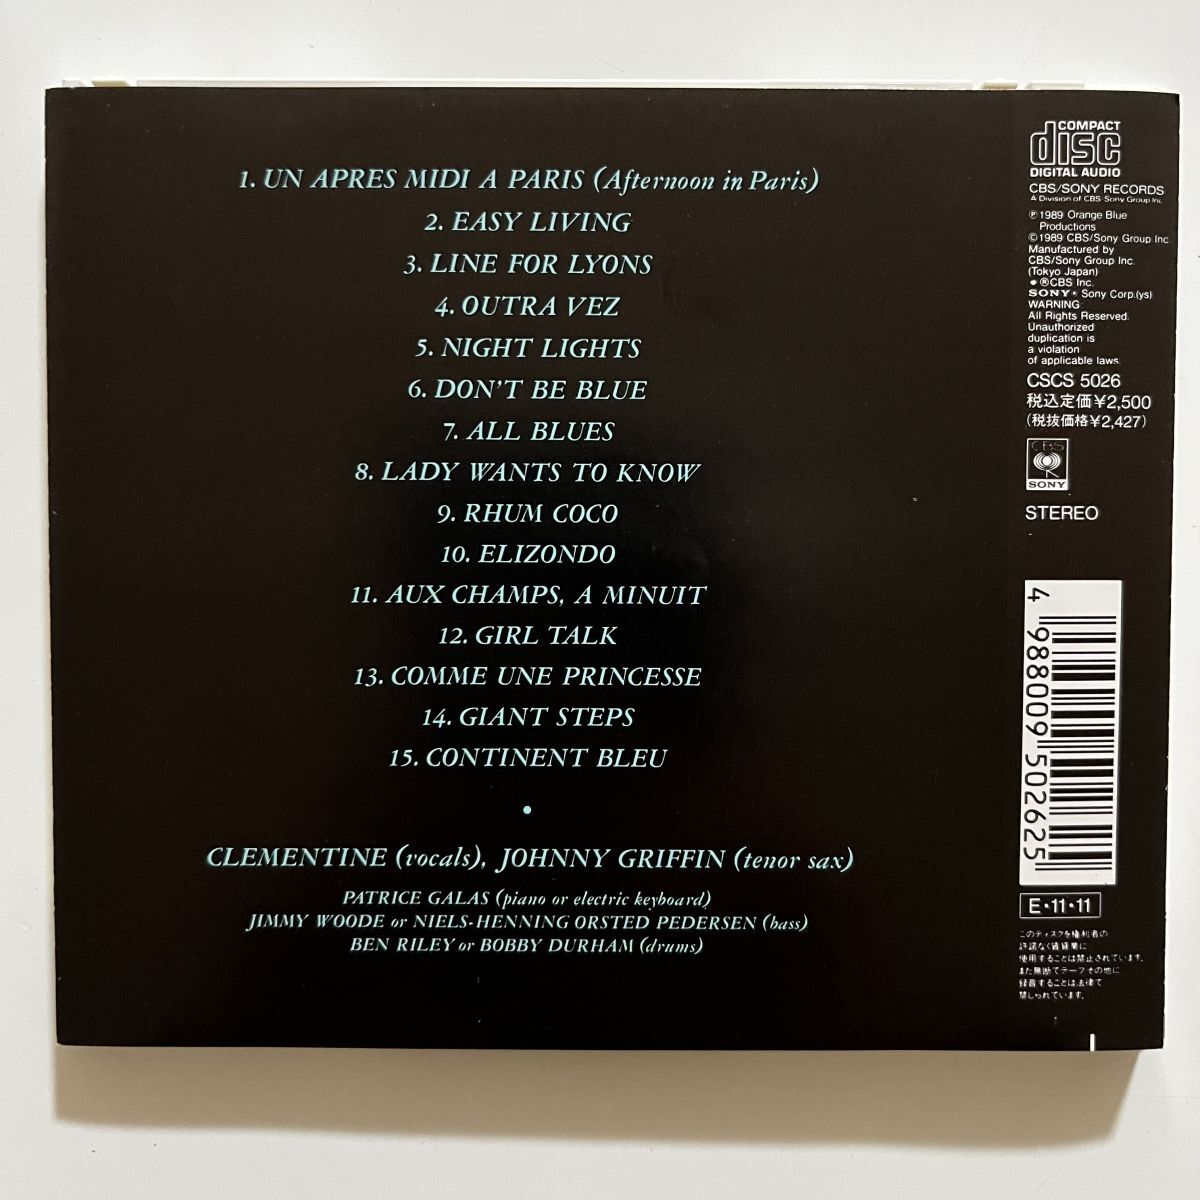 1. UN APRES MIDI A PARIS (Afternoon in Paris)
2. EASY LIVING
3. LINE FOR LYONS
4. OUTRA VEZ
5. NIGHT LIGHTS
6. DON'T BE BLUE
7. ALL BLUES
8. LADY WANTS TO KNOW
9. RHUM COCO
10. ELIZONDO
11. AUX CHAMPS, A MINUIT
12. GIRL TALK
13. COMME UNE PRINCESSE
14. GIANT STEPS
15. CONTINENT BLEU
•
CLEMENTINE (vocals), JOHNNY GRIFFIN (tenor sax)
PATRICE GALAS (piano or electric keyboard)
JIMMY WOODE or NIELS-HENNING ORSTED PEDERSEN (bass)
BEN RILEY or BOBBY DURHAM (drums)
COMPACT
disc
DIGITAL AUDIO
CBS/SONY RECORDS
A Division of CBS Sony Group Inc.
℗1989 Orange Blue
Productions
©1989 CBS/Sony Group Inc.
Manufactured by
CBS/Sony Group Inc.
(Tokyo Japan)
● ®CBS Inc.
SONY® Sony Corp.(ys)
WARNING:
All Rights Reserved.
Unauthorized
duplication is
a violation
of applicable laws.
CSCS 5026
税込定価¥2,500
(税抜価格¥2,427)
CBS
SONY
STEREO
4 988009 502625
E・11・11
このディスクを権利者の
許諾なく賃貸業に
使用することは禁止されています。
また無断でテープその他に
録音することは法律で
禁じられています。